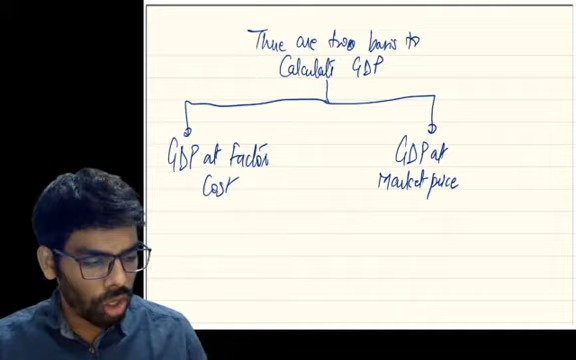 There are two basis to
Calculate GDP
GDP at Factor
Cost
GDP at
Market price